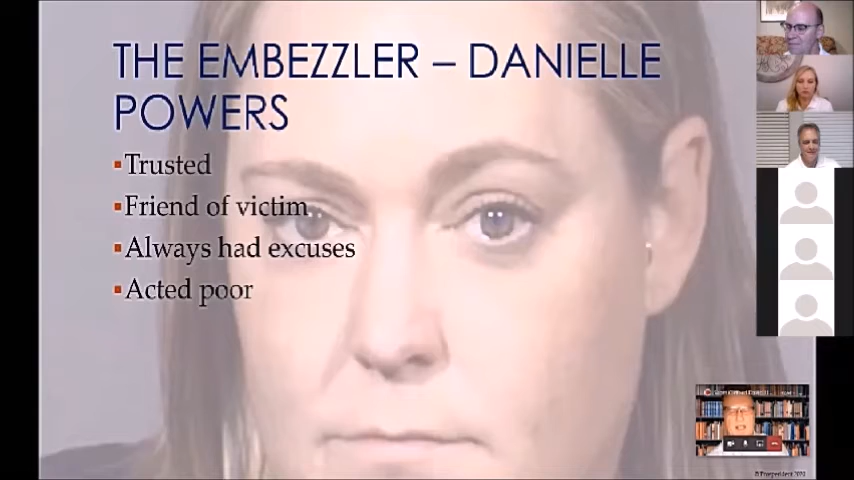 THE EMBEZZLER – DANIELLE
POWERS
▪Trusted
▪Friend of victim
▪Always had excuses
▪Acted poor